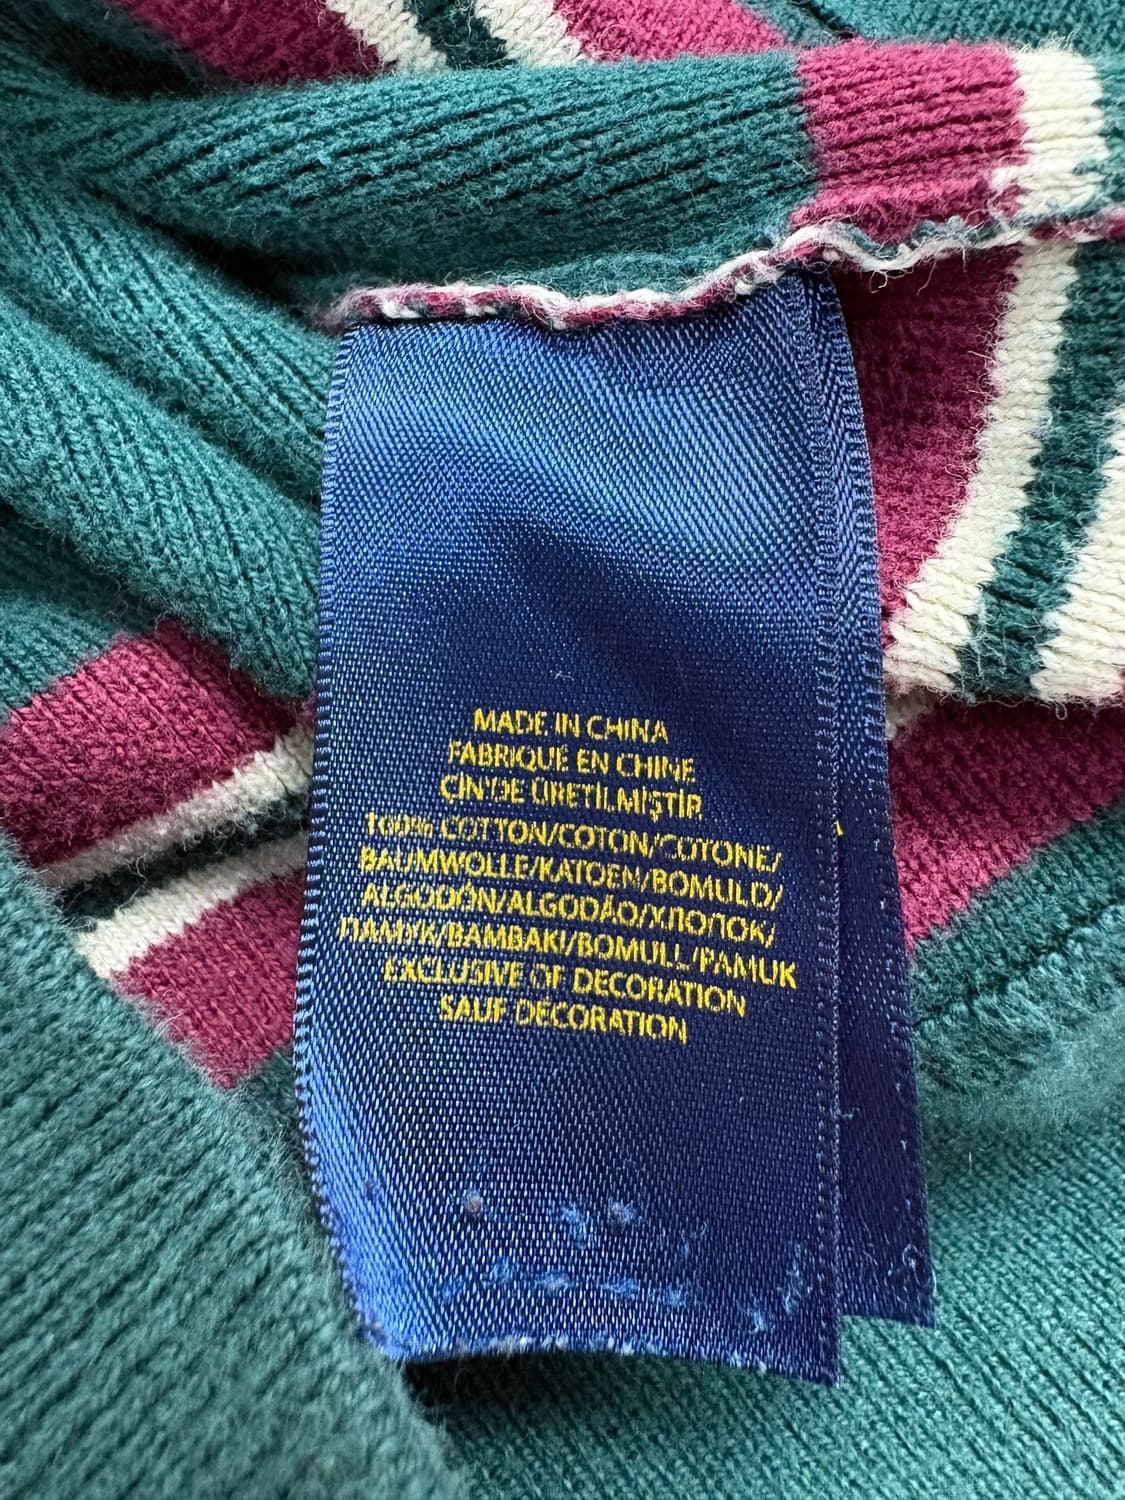 MADE IN CHINA
FABRIQUÉ EN CHINE
ÇİN'DE ÜRETİLMİŞTİR
100% COTTON/COTON/COTONE/
BAUMWOLLE/KATOEN/BOMULD/
ALGODÓN/ALGODÃO/ХЛОПОК/
ПАМУК/BAMBAKI/BOMULL/PAMUK
EXCLUSIVE OF DECORATION
SAUF DECORATION